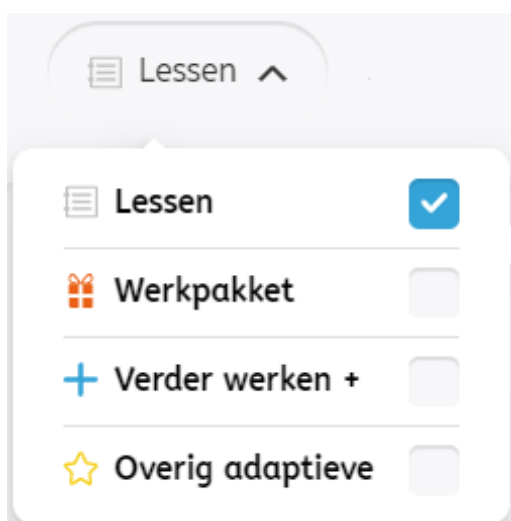 Lessen
Lessen
Werkpakket
Verder werken +
Overig adaptieve